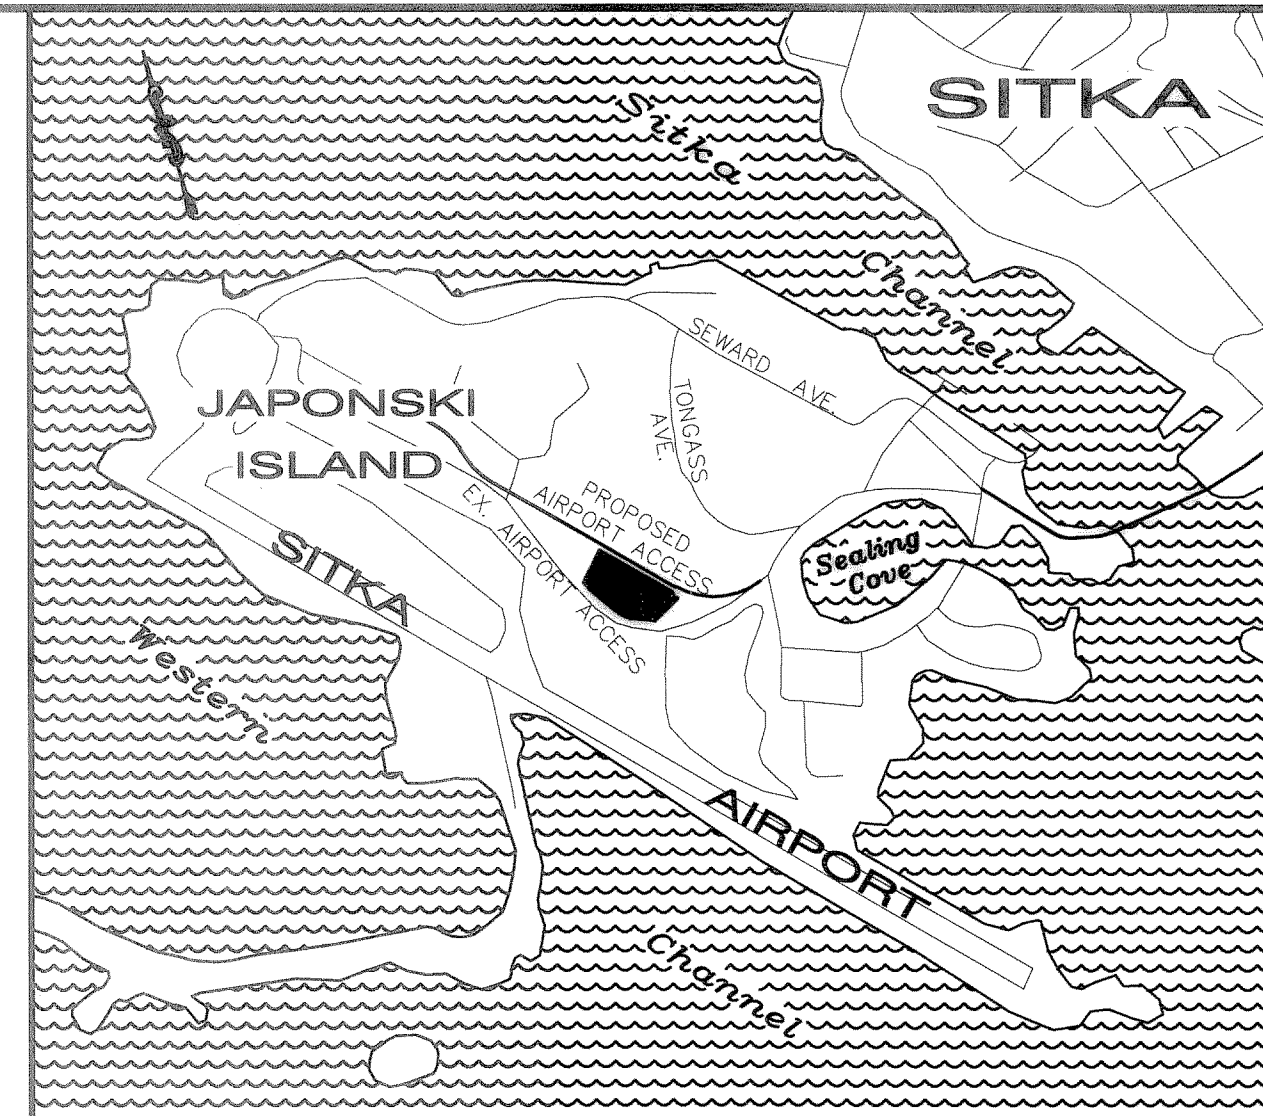 SITKA
Sitka
Channel
SEWARD AVE.
JAPONSKI
ISLAND
TONGASS
AVE.
PROPOSED
AIRPORT ACCESS
EX. AIRPORT ACCESS
Sealing
Cove
SITKA
AIRPORT
Western
Channel